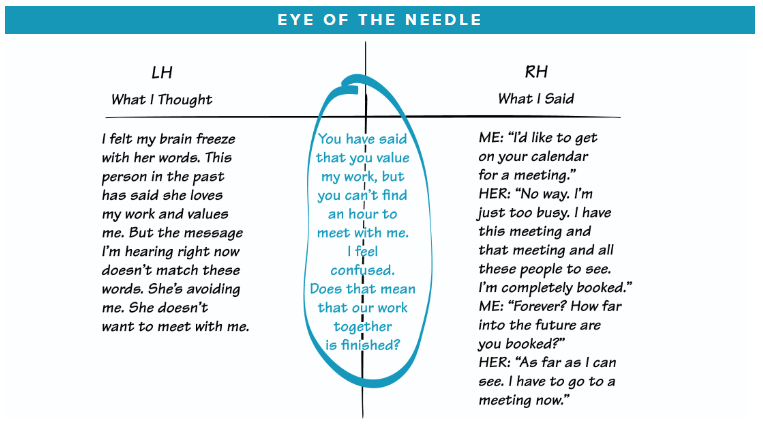 EYE OF THE NEEDLE
LH
What I Thought
I felt my brain freeze
with her words. This
person in the past
has said she loves
my work and values
me. But the message
I'm hearing right now
doesn't match these
words. She's avoiding
me. She doesn't
want to meet with me.
You have said
that you value
my work, but
you can't find
an hour to
meet with me.
I feel
confused.
Does that mean
that our work
together
is finished?
RH
What I Said
ME: “I'd like to get
on your calendar
for a meeting.”
HER: “No way. I'm
just too busy. I have
this meeting and
that meeting and all
these people to see.
I'm completely booked.”
ME: “Forever? How far
into the future are
you booked?”
HER: “As far as I can
see. I have to go to a
meeting now.”